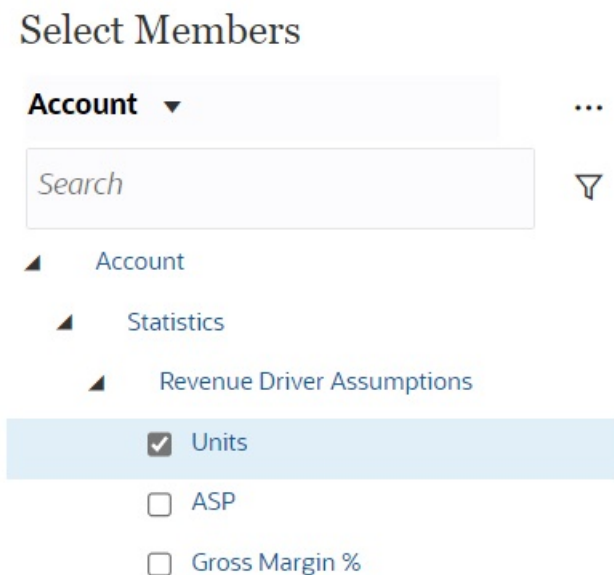 Select Members
Account
...
Search
Account
Statistics
Revenue Driver Assumptions
Units
ASP
Gross Margin %